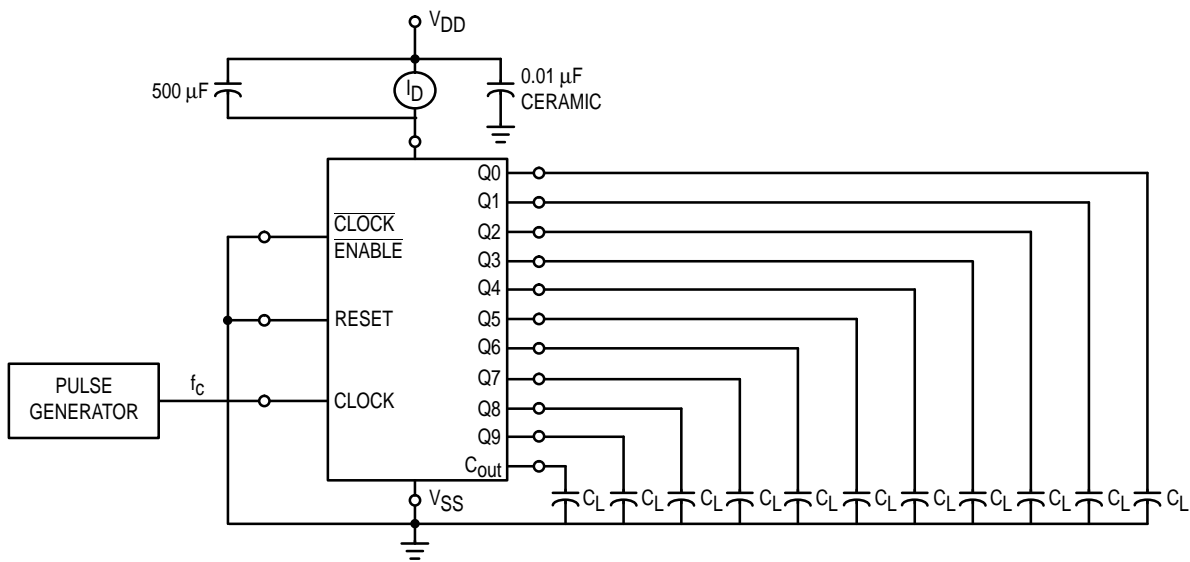 VDD
500 μF
ID
0.01 μF
CERAMIC
CLOCK
ENABLE
RESET
CLOCK
PULSE
GENERATOR
fc
Q0
Q1
Q2
Q3
Q4
Q5
Q6
Q7
Q8
Q9
Cout
VSS
CL CL CL CL CL CL CL CL CL CL CL